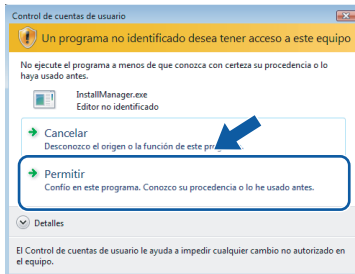 Control de cuentas de usuario
Un programa no identificado desea tener acceso a este equipo
No ejecute el programa a menos de que conozca con certeza su procedencia o lo
haya usado antes.
InstallManager.exe
Editor no identificado
Cancelar
Desconozco el origen o la función de este
Permitir
Confío en este programa. Conozco su procedencia o lo he usado antes.
Detalles
El Control de cuentas de usuario le ayuda a impedir cualquier cambio no autorizado en
el equipo.